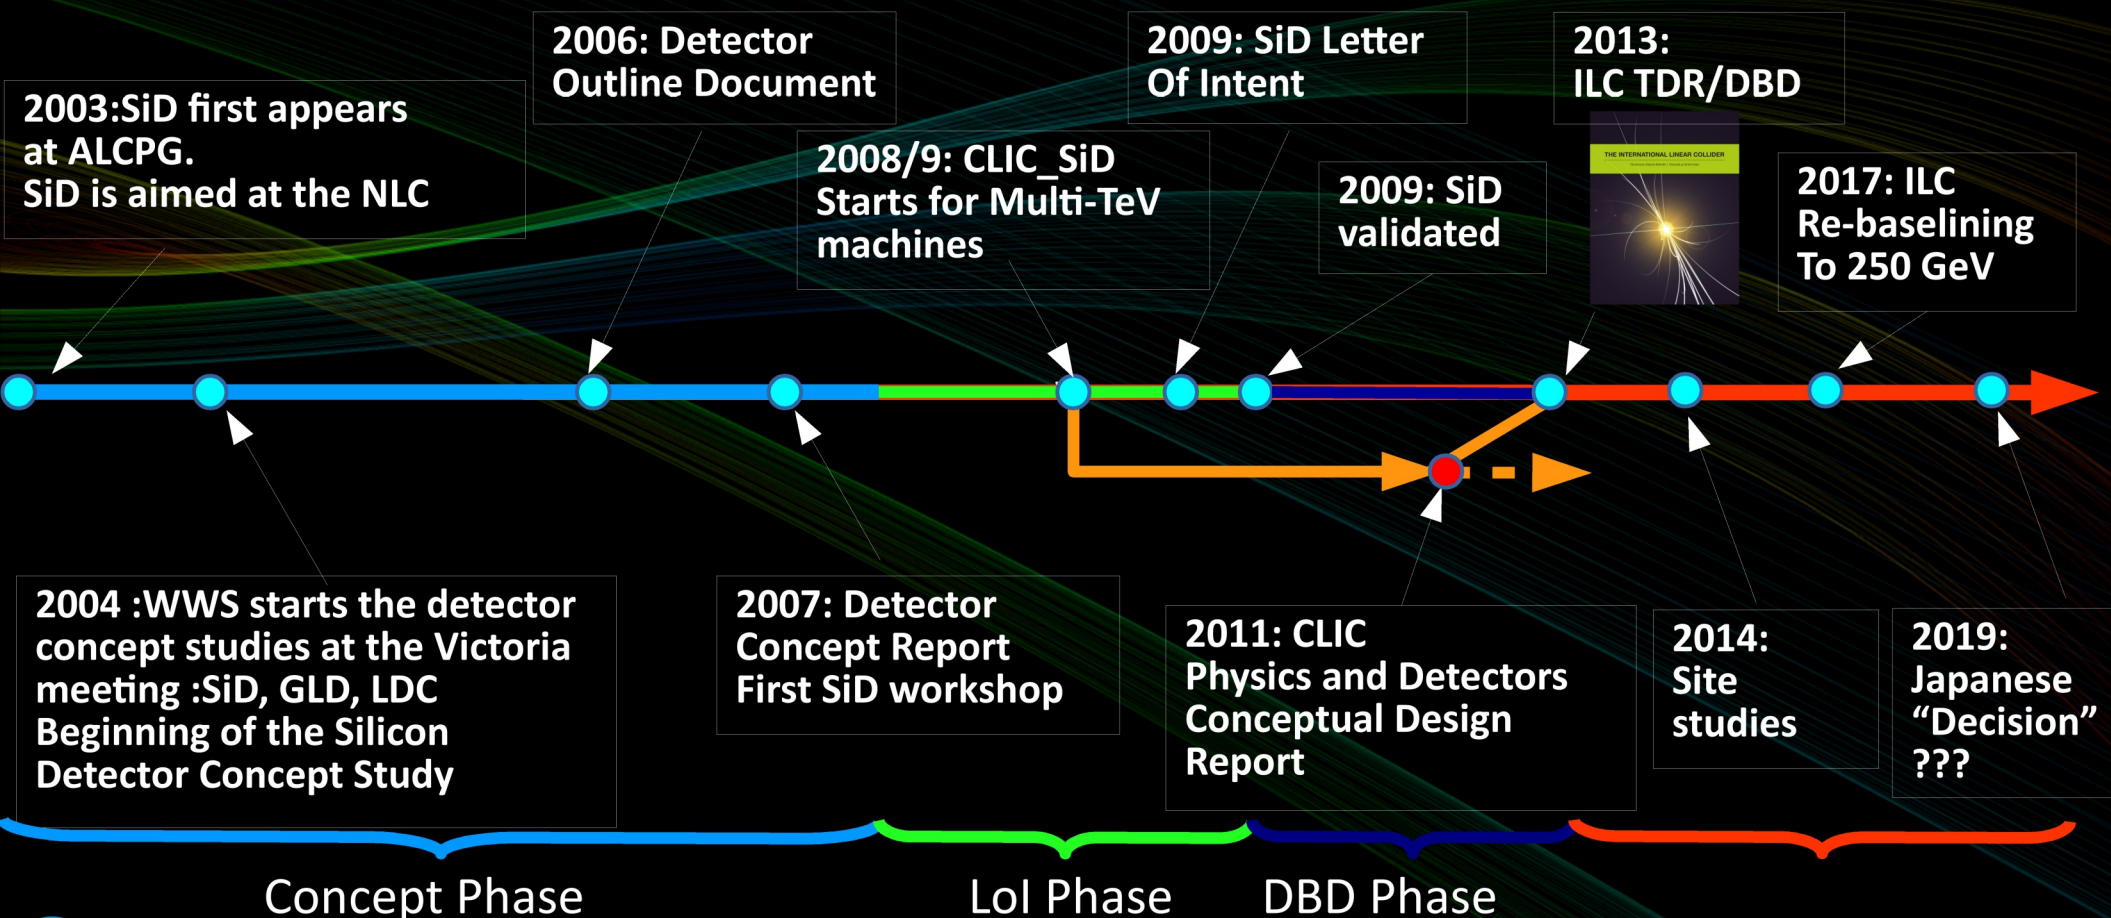 2003:SiD first appears
at ALCPG.
SiD is aimed at the NLC
2006: Detector
Outline Document
2008/9: CLIC_SiD
Starts for Multi-TeV
machines
2009: SiD Letter
Of Intent
2009: SiD
validated
2013:
ILC TDR/DBD
THE INTERNATIONAL LINEAR COLLIDER
2017: ILC
Re-baselining
To 250 GeV
2004 :WWS starts the detector
concept studies at the Victoria
meeting :SiD, GLD, LDC
Beginning of the Silicon
Detector Concept Study
2007: Detector
Concept Report
First SiD workshop
2011: CLIC
Physics and Detectors
Conceptual Design
Report
2014:
Site
studies
2019:
Japanese
“Decision”
???
Concept Phase
LoI Phase
DBD Phase